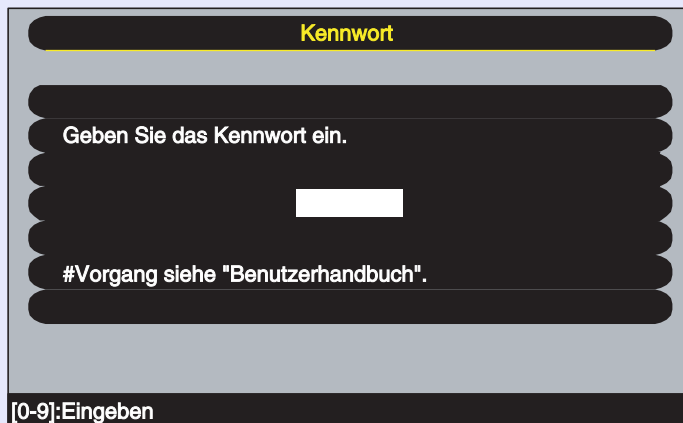 Kennwort
Geben Sie das Kennwort ein.
#Vorgang siehe "Benutzerhandbuch".
[0-9]:Eingeben